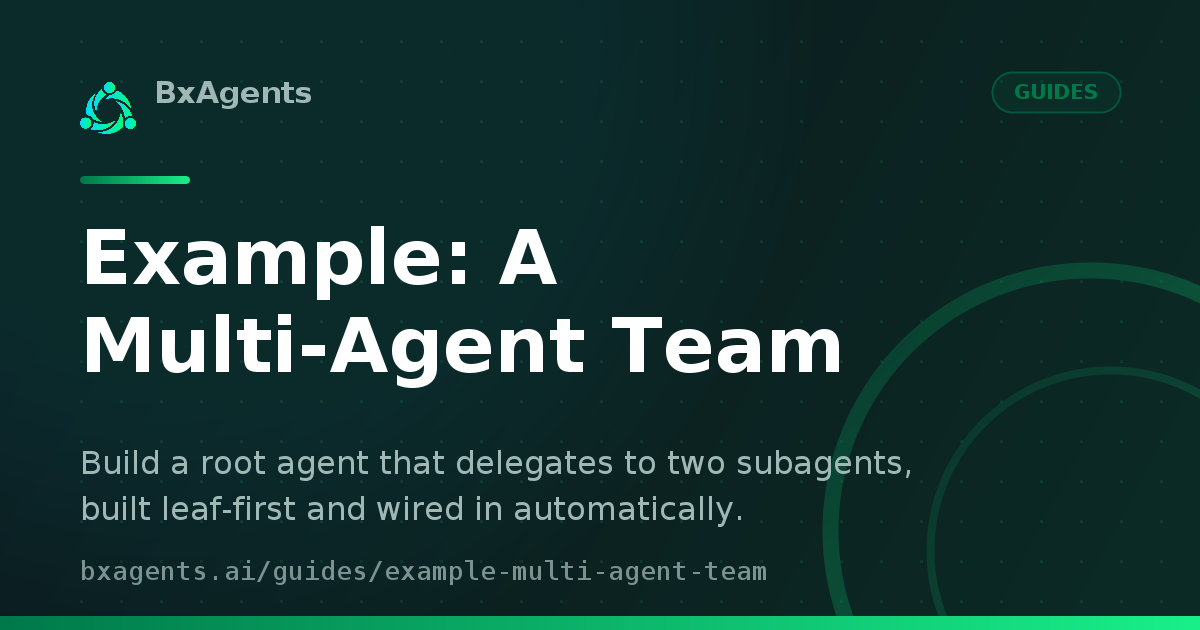 BxAgents
GUIDES
Example: A
Multi-Agent Team
Build a root agent that delegates to two subagents,
built leaf-first and wired in automatically.
bxagents.ai/guides/example-multi-agent-team